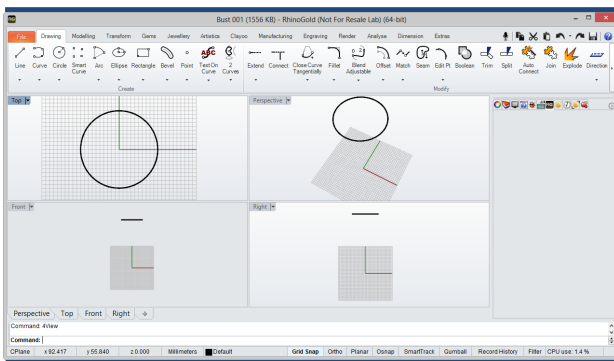 Bust 001 (1556 KB) - RhinoGold (Not For Resale Lab) (64-bit)
File Drawing Modelling Transform Gems Jewellery Artistics Clayoo Manufacturing Engraving Render Analyse Dimension Extras
Line Curve Circle Smart Curve Arc Ellipse Rectangle Bevel Point Text On Curve 2 Curves Extend Connect Close Curve Tangentially Fillet Blend Adjustable Offset Match Seam Edit Pt Boolean Trim Split Auto Connect Join Explode Direction
Create Modify
Top Perspective
Front Right
Perspective Top Front Right
Command: 4View
Command:
CPlane x 92.417 y 55.840 z 0.000 Millimeters Default Grid Snap Ortho Planar Osnap SmartTrack Gumball Record History Filter CPU use: 1.4 %